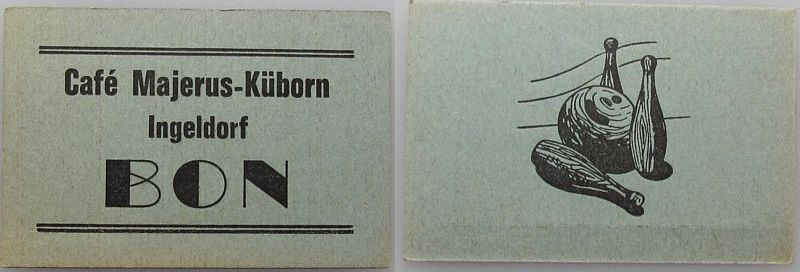 Café Majerus-Küborn
Ingeldorf
BON